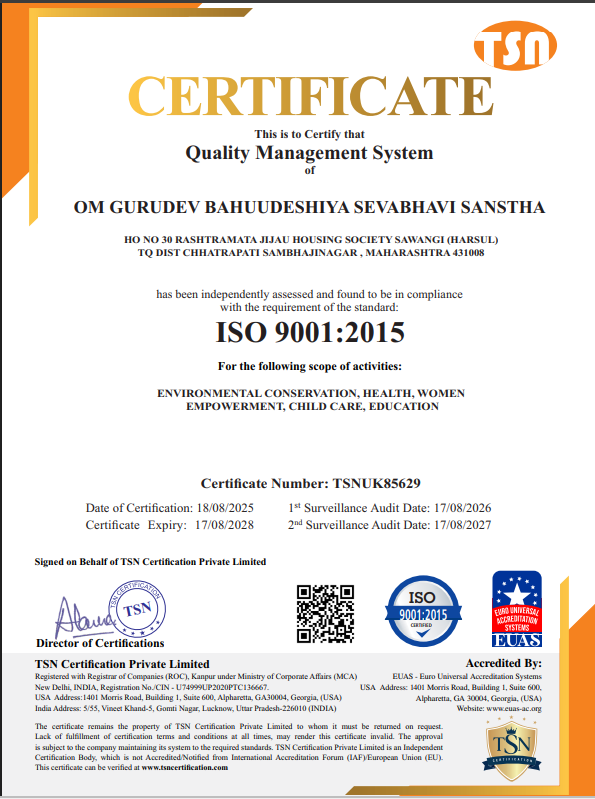 TSN
CERTIFICATE
This is to Certify that
Quality Management System
of
OM GURUDEV BAHUUDESHIYA SEVABHAVI SANSTHA
HO NO 30 RASHTRAMATA JIJAU HOUSING SOCIETY SAWANGI (HARSUL)
TQ DIST CHHATRAPATI SAMBHAJINAGAR , MAHARASHTRA 431008
has been independently assessed and found to be in compliance
with the requirement of the standard:
ISO 9001:2015
For the following scope of activities:
ENVIRONMENTAL CONSERVATION, HEALTH, WOMEN
EMPOWERMENT, CHILD CARE, EDUCATION
Certificate Number: TSNUK85629
Date of Certification: 18/08/2025 1st Surveillance Audit Date: 17/08/2026
Certificate Expiry: 17/08/2028 2nd Surveillance Audit Date: 17/08/2027
Signed on Behalf of TSN Certification Private Limited
TSN CERTIFICATION
TSN
ISO
9001:2015
CERTIFIED
EURO UNIVERSAL
ACCREDITATION
SYSTEMS
EUAS
Director of Certifications
TSN Certification Private Limited
Registered with Registrar of Companies (ROC), Kanpur under Ministry of Corporate Affairs (MCA)
New Delhi, INDIA, Registration No./CIN - U74999UP2020PTC136667.
USA Address:1401 Morris Road, Building 1, Suite 600, Alpharetta, GA30004, Georgia, (USA)
India Address: 5/55, Vineet Khand-5, Gomti Nagar, Lucknow, Uttar Pradesh-226010 (INDIA)
Accredited By:
EUAS - Euro Universal Accreditation Systems
USA Address: 1401 Morris Road, Building 1, Suite 600,
Alpharetta, GA 30004, Georgia, (USA)
Website: www.euas-ac.org
The certificate remains the property of TSN Certification Private Limited to whom it must be returned on request.
Lack of fulfillment of certification terms and conditions at all times, may render this certificate invalid. The approval
is subject to the company maintaining its system to the required standards. TSN Certification Private Limited is an Independent
Certification Body, which is not Accredited/Notified from International Accreditation Forum (IAF)/European Union (EU).
This certificate can be verified at www.tsncertification.com
TSN
CERTIFICATION